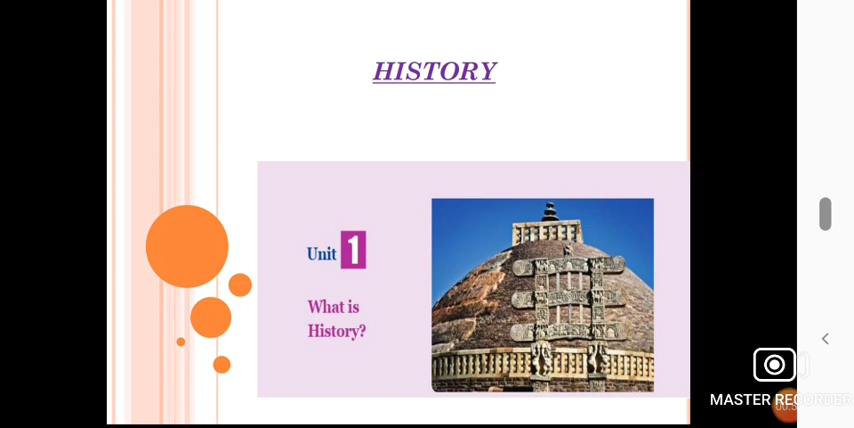 HISTORY
Unit 1
What is
History?
MASTER RECORDER